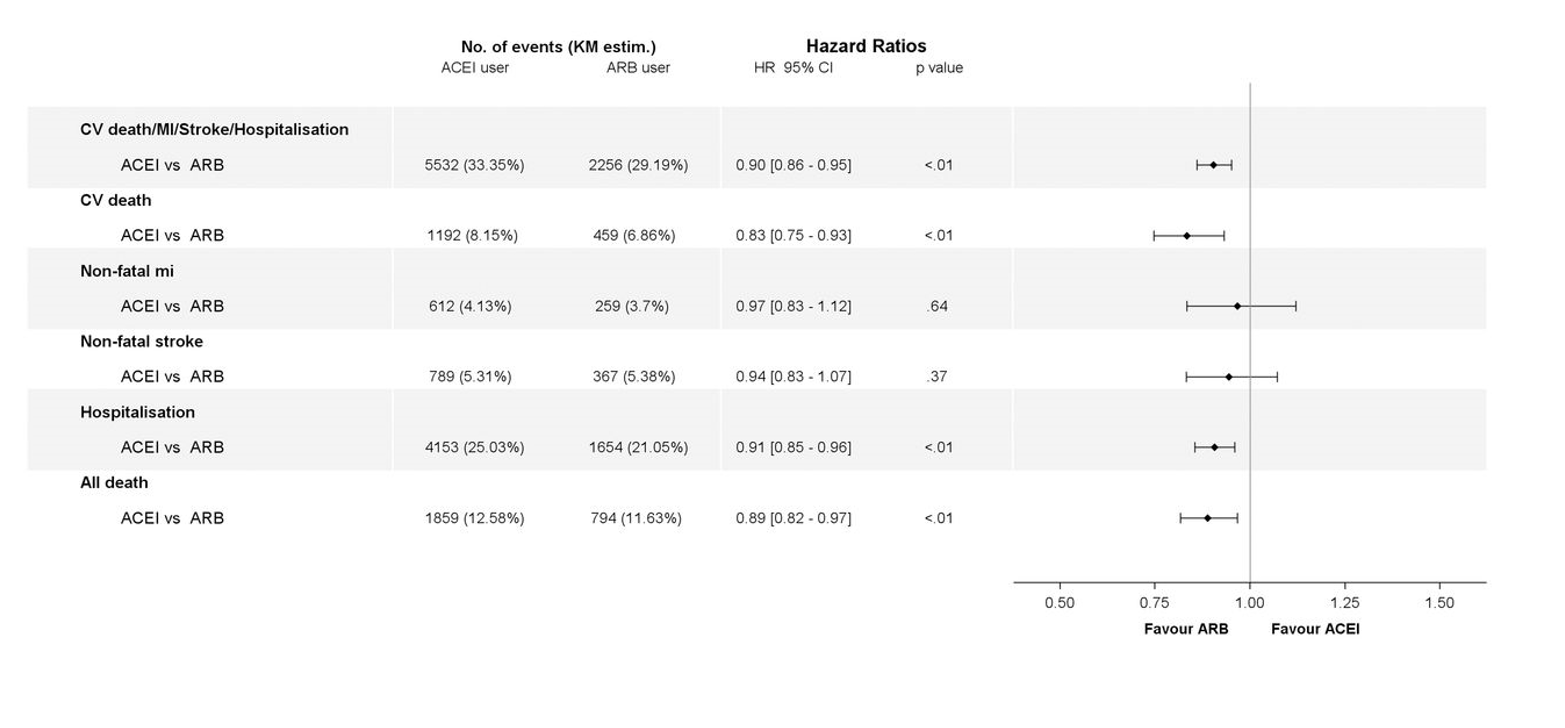 No. of events (KM estim.) Hazard Ratios
ACEI user ARB user HR 95% CI p value
CV death/MI/Stroke/Hospitalisation
ACEI vs ARB 5532 (33.35%) 2256 (29.19%) 0.90 [0.86 - 0.95] <.01
CV death
ACEI vs ARB 1192 (8.15%) 459 (6.86%) 0.83 [0.75 - 0.93] <.01
Non-fatal mi
ACEI vs ARB 612 (4.13%) 259 (3.7%) 0.97 [0.83 - 1.12] .64
Non-fatal stroke
ACEI vs ARB 789 (5.31%) 367 (5.38%) 0.94 [0.83 - 1.07] .37
Hospitalisation
ACEI vs ARB 4153 (25.03%) 1654 (21.05%) 0.91 [0.85 - 0.96] <.01
All death
ACEI vs ARB 1859 (12.58%) 794 (11.63%) 0.89 [0.82 - 0.97] <.01
0.50 0.75 1.00 1.25 1.50
Favour ARB Favour ACEI